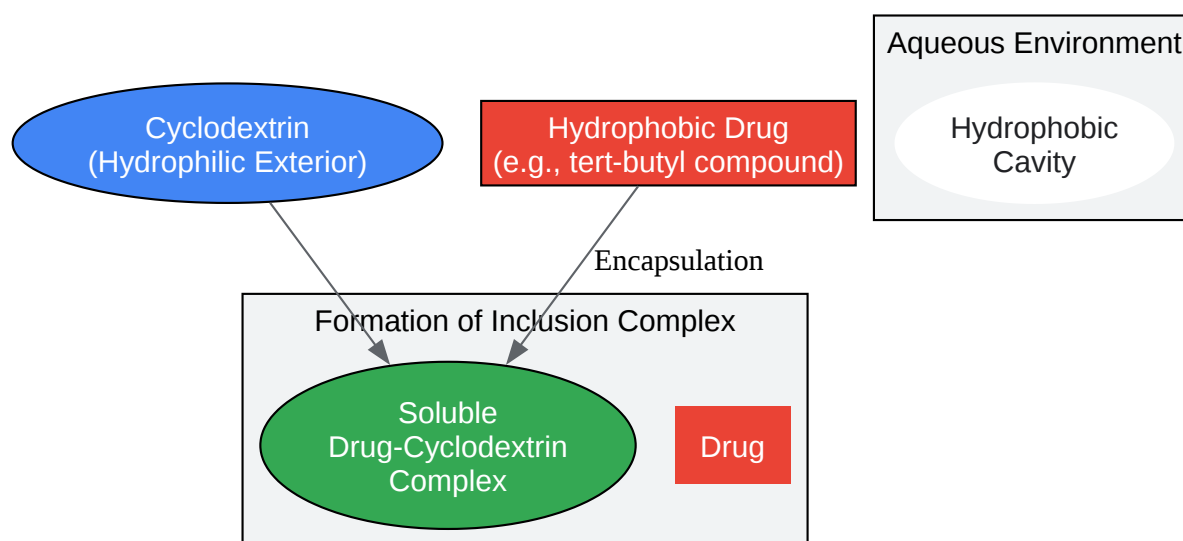 Aqueous Environment
Cyclodextrin
(Hydrophilic Exterior)
Hydrophobic Drug
(e.g., tert-butyl compound)
Hydrophobic
Cavity
Encapsulation
Formation of Inclusion Complex
Soluble
Drug-Cyclodextrin
Complex
Drug